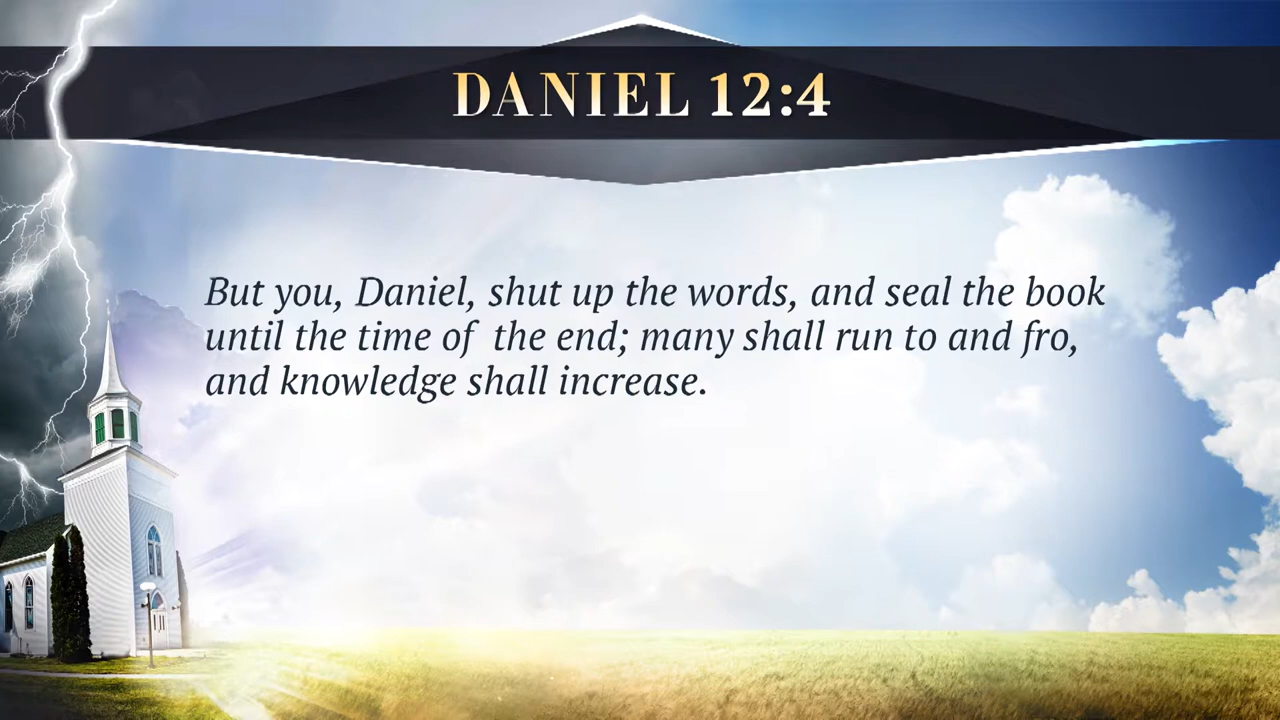 DANIEL 12:4
But you, Daniel, shut up the words, and seal the book
until the time of the end; many shall run to and fro,
and knowledge shall increase.